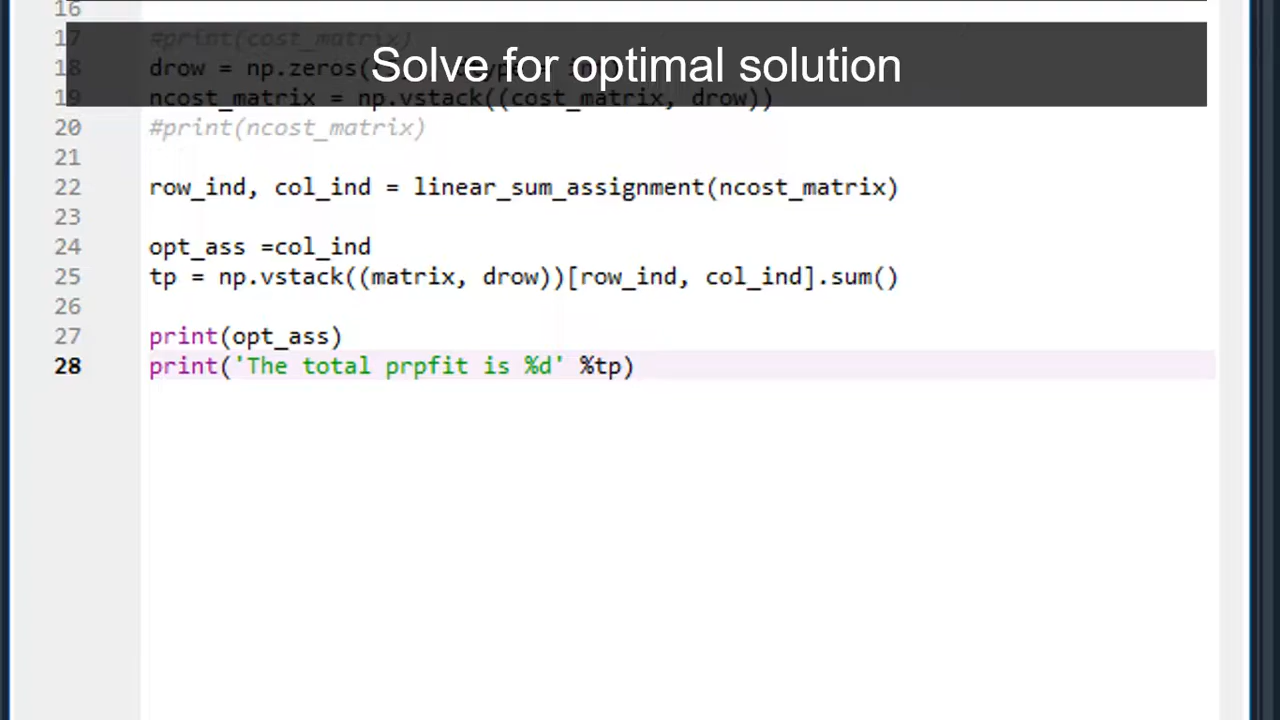 16
Solve for optimal solution
17 #print(cost_matrix)
18 drow = np.zeros(
19 ncost_matrix = np.vstack((cost_matrix, drow))
20 #print(ncost_matrix)
21
22 row_ind, col_ind = linear_sum_assignment(ncost_matrix)
23
24 opt_ass =col_ind
25 tp = np.vstack((matrix, drow))[row_ind, col_ind].sum()
26
27 print(opt_ass)
28 print('The total prpfit is %d' %tp)